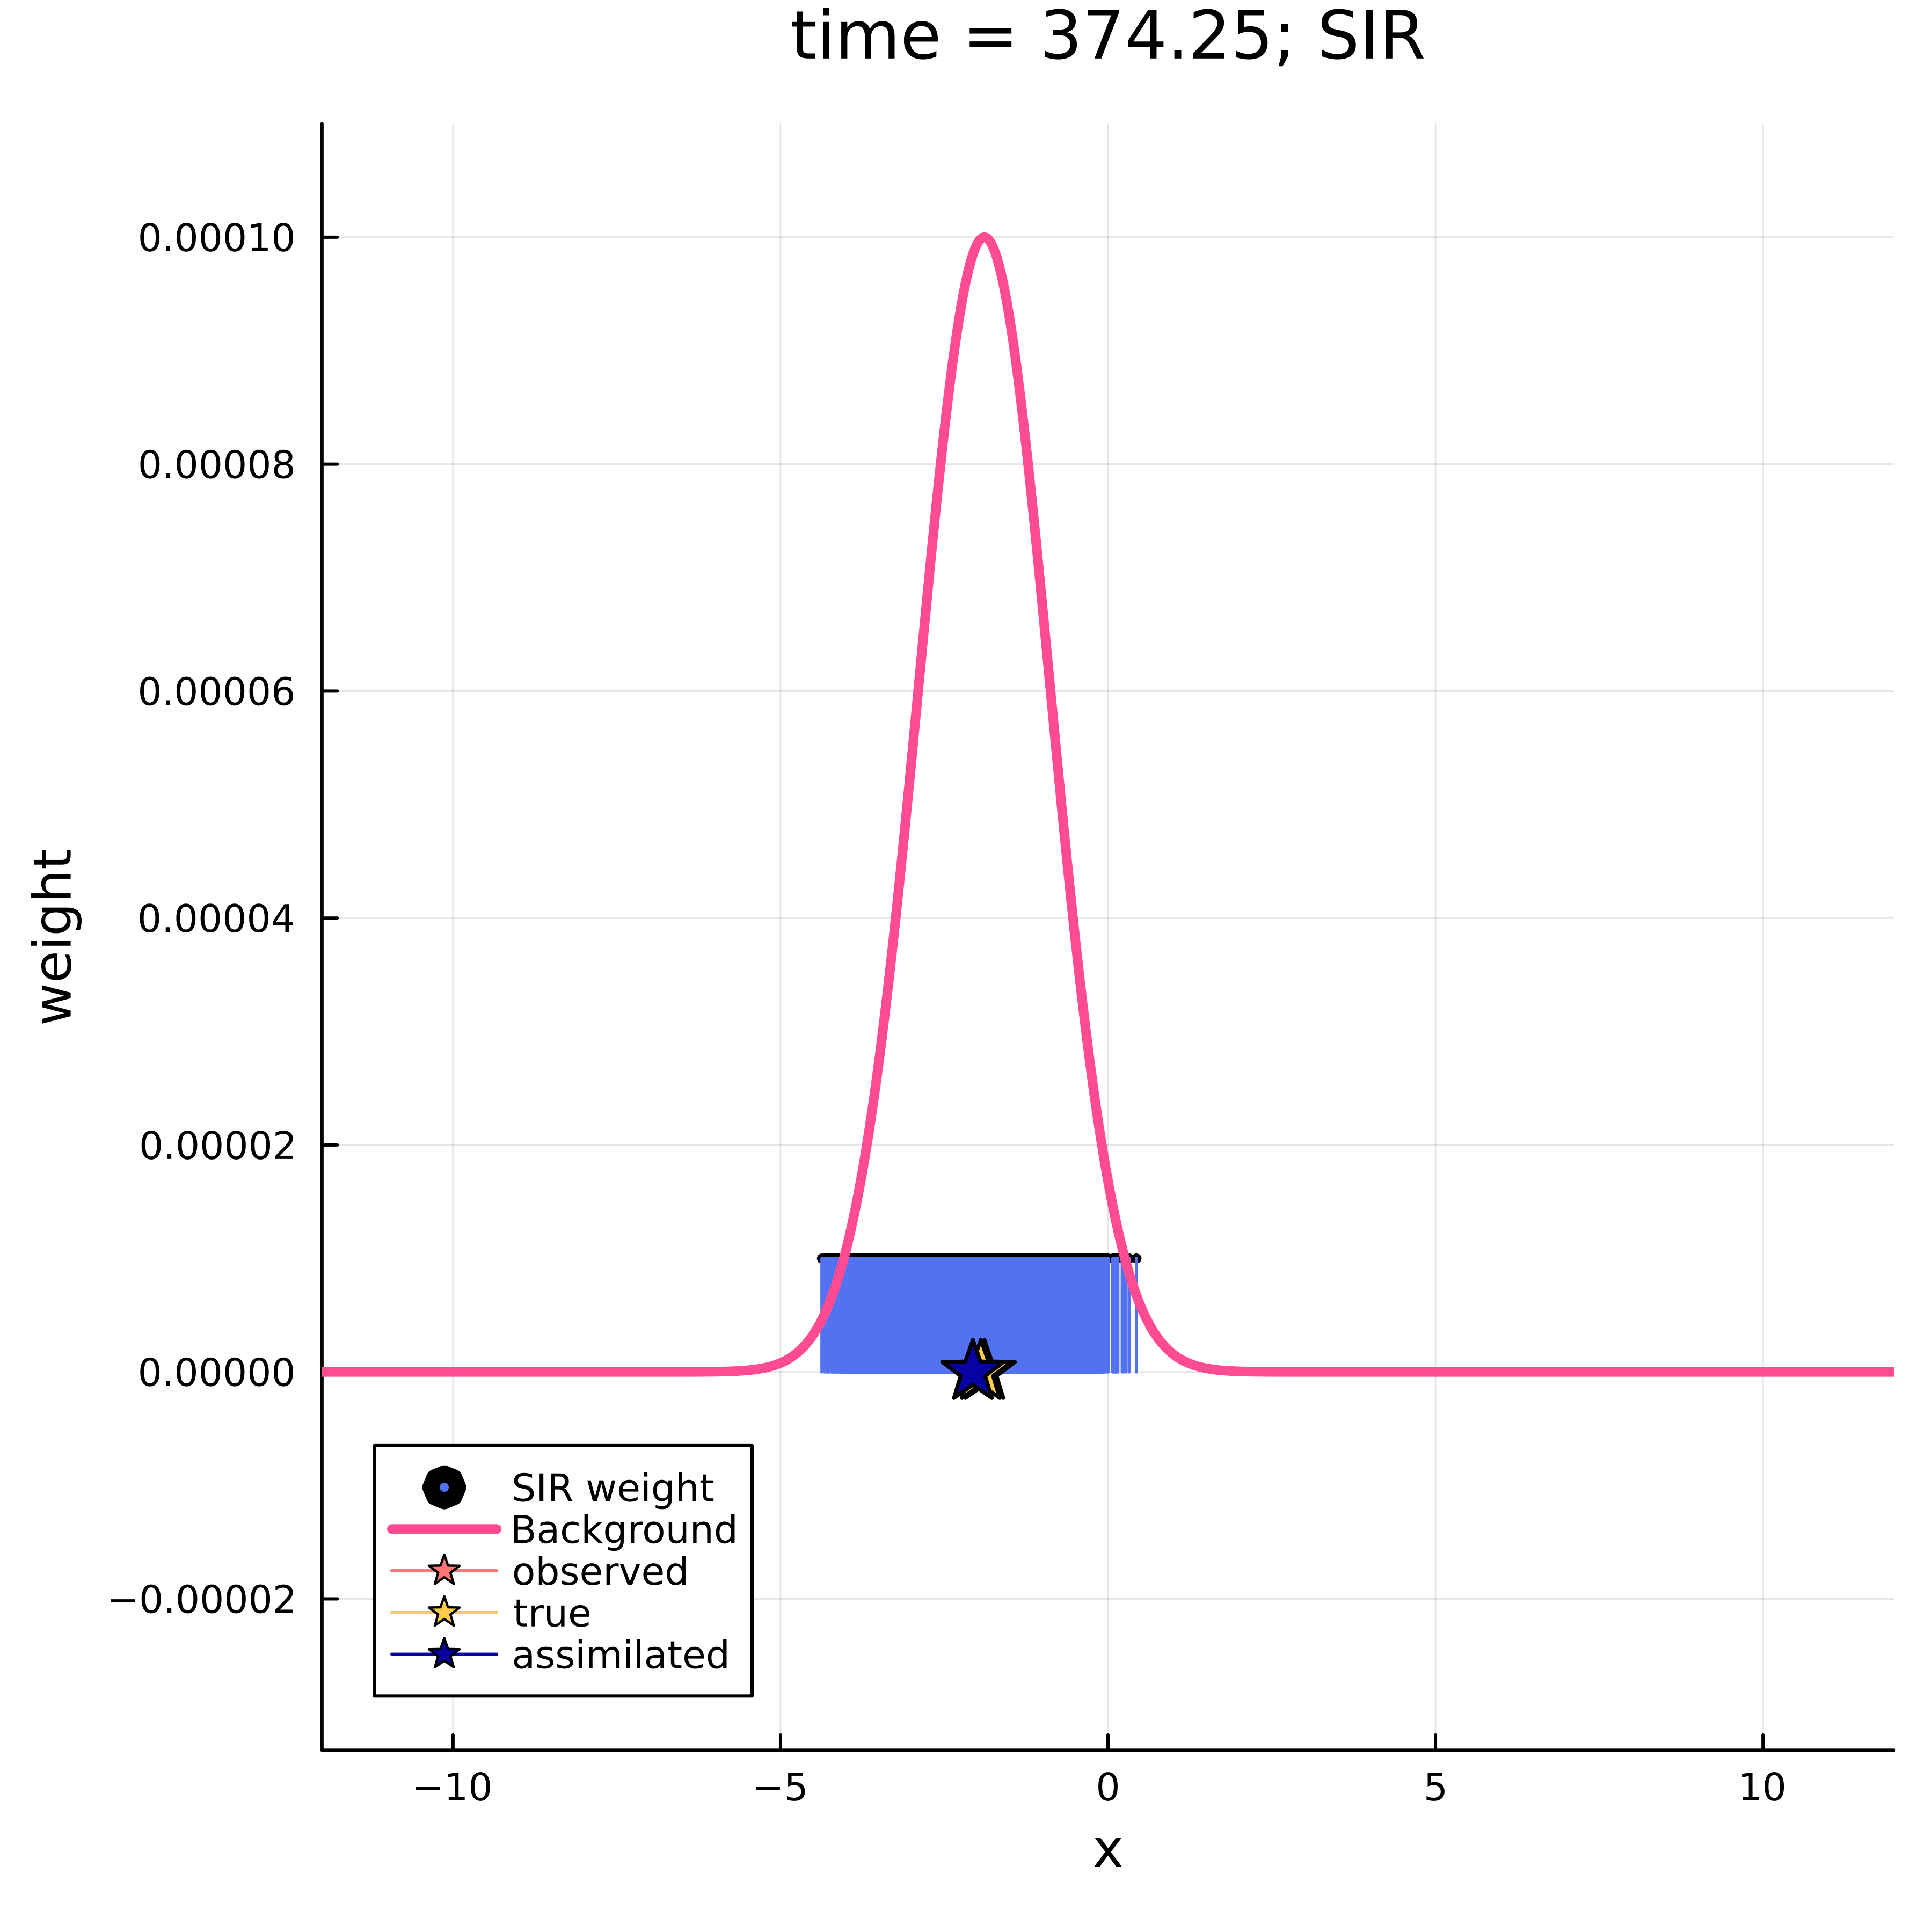 time = 374.25; SIR
weight
0.00010
0.00008
0.00006
0.00004
0.00002
0.00000
−0.00002
SIR weight
Background
observed
true
assimilated
−10 −5 0 5 10
x